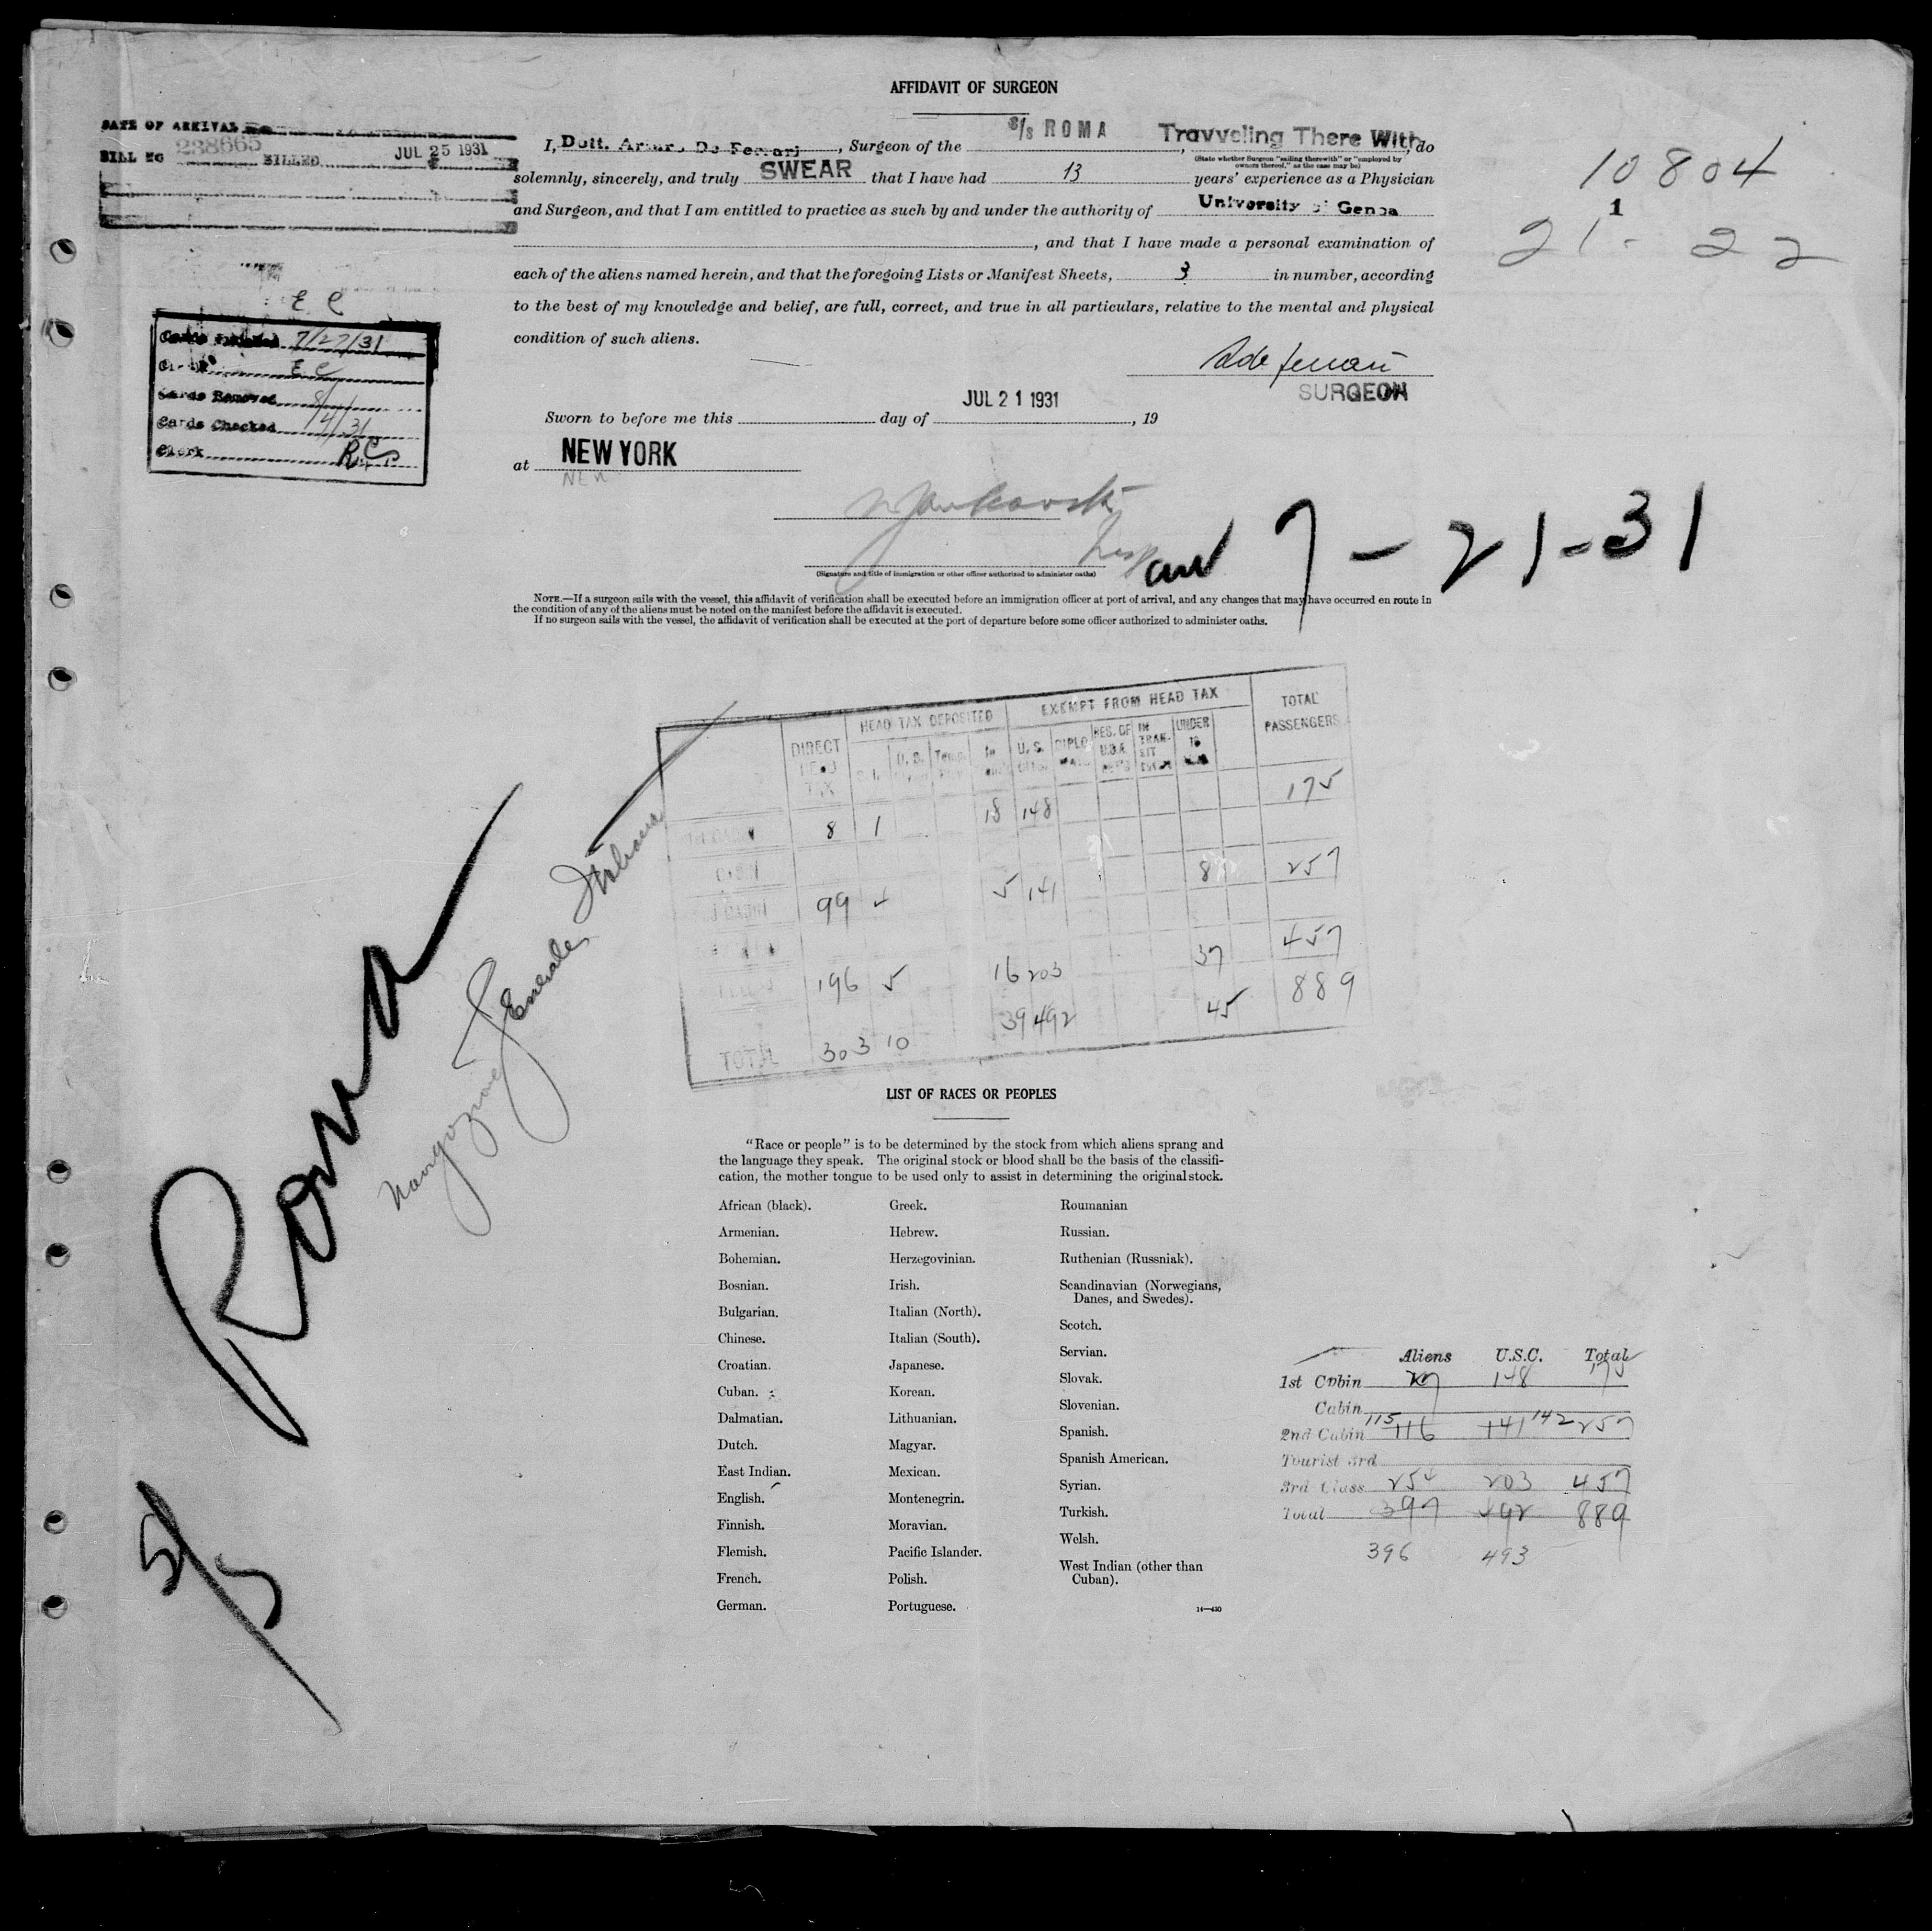 AFFIDAVIT OF SURGEON
DATE OF ARRIVAL
BILL NO 238665 BILLED JUL 25 1931
I, Dott. Arturo De Ferrari, Surgeon of the S/S ROMA, Travveling There With, do
(State whether Surgeon "sailing therewith" or "employed by owners thereof," as the case may be)
solemnly, sincerely, and truly SWEAR that I have had 13 years' experience as a Physician
and Surgeon, and that I am entitled to practice as such by and under the authority of University of Genoa
, and that I have made a personal examination of
each of the aliens named herein, and that the foregoing Lists or Manifest Sheets, 3 in number, according
to the best of my knowledge and belief, are full, correct, and true in all particulars, relative to the mental and physical
condition of such aliens.
10804
1
21 - 22
E C
7/27/31
E C
Cards Removed 8/
Cards Checked 4/31
Clerk RC
SURGEON
Sworn to before me this day of JUL 21 1931, 19
at NEW YORK
NEW
arr 7-21-31
(Signature and title of immigration or other officer authorized to administer oaths)
NOTE.—If a surgeon sails with the vessel, this affidavit of verification shall be executed before an immigration officer at port of arrival, and any changes that may have occurred en route in
the condition of any of the aliens must be noted on the manifest before the affidavit is executed.
If no surgeon sails with the vessel, the affidavit of verification shall be executed at the port of departure before some officer authorized to administer oaths.
HEAD TAX DEPOSITED EXEMPT FROM HEAD TAX TOTAL PASSENGERS
DIRECT HEAD TAX U.S. DIPLO RES. OF U.S.A. IN TRANSIT UNDER 16
8 1 18 148 175
99 4 5 141 8 257
196 5 16 203 37 457
TOTAL 303 10 39 492 45 889
Roma
Navigazione Generale Italiana
5/5
LIST OF RACES OR PEOPLES
"Race or people" is to be determined by the stock from which aliens sprang and
the language they speak. The original stock or blood shall be the basis of the classifi-
cation, the mother tongue to be used only to assist in determining the original stock.
African (black).
Armenian.
Bohemian.
Bosnian.
Bulgarian.
Chinese.
Croatian.
Cuban.
Dalmatian.
Dutch.
East Indian.
English.
Finnish.
Flemish.
French.
German.
Greek.
Hebrew.
Herzegovinian.
Irish.
Italian (North).
Italian (South).
Japanese.
Korean.
Lithuanian.
Magyar.
Mexican.
Montenegrin.
Moravian.
Pacific Islander.
Polish.
Portuguese.
Roumanian
Russian.
Ruthenian (Russniak).
Scandinavian (Norwegians,
Danes, and Swedes).
Scotch.
Servian.
Slovak.
Slovenian.
Spanish.
Spanish American.
Syrian.
Turkish.
Welsh.
West Indian (other than
Cuban).
14—430
Aliens U.S.C. Total
1st Cabin 27 148 175
Cabin
2nd Cabin 115 116 141 142 257
Tourist 3rd
3rd Class 254 203 457
Total 397 492 889
396 493